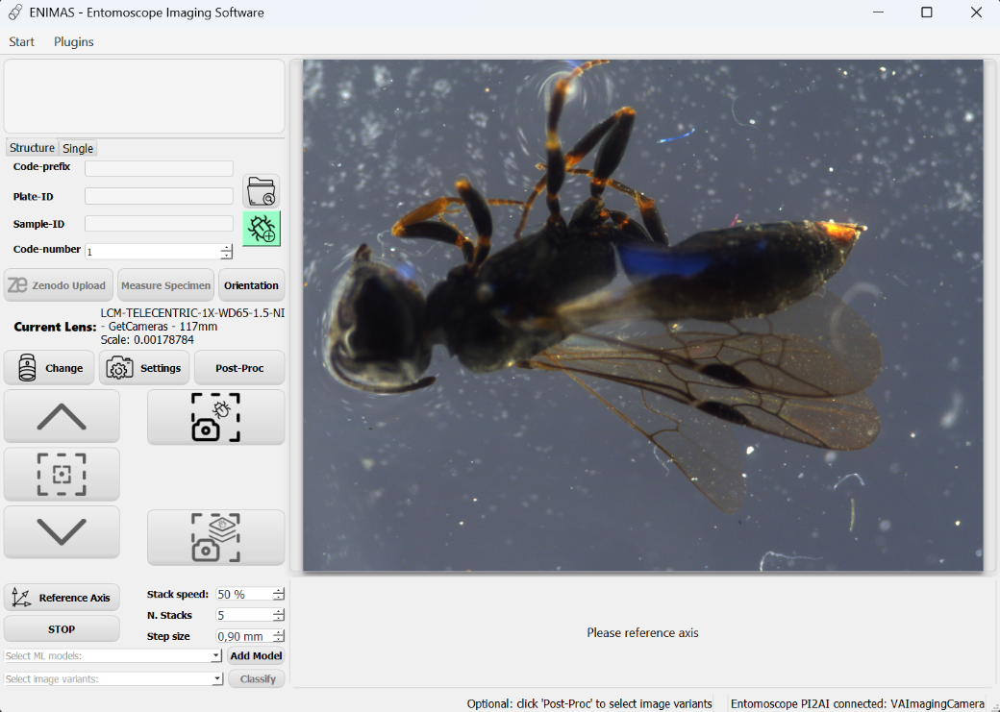 ENIMAS - Entomoscope Imaging Software
Start Plugins
Structure Single
Code-prefix
Plate-ID
Sample-ID
Code-number 1
Zenodo Upload Measure Specimen Orientation
Current Lens: LCM-TELECENTRIC-1X-WD65-1.5-NI
- GetCameras - 117mm
Scale: 0.00178784
Change Settings Post-Proc
Reference Axis
STOP
Stack speed: 50 %
N. Stacks 5
Step size 0,90 mm
Select ML models: Add Model
Select image variants: Classify
Please reference axis
Optional: click 'Post-Proc' to select image variants Entomoscope PI2AI connected: VAImagingCamera